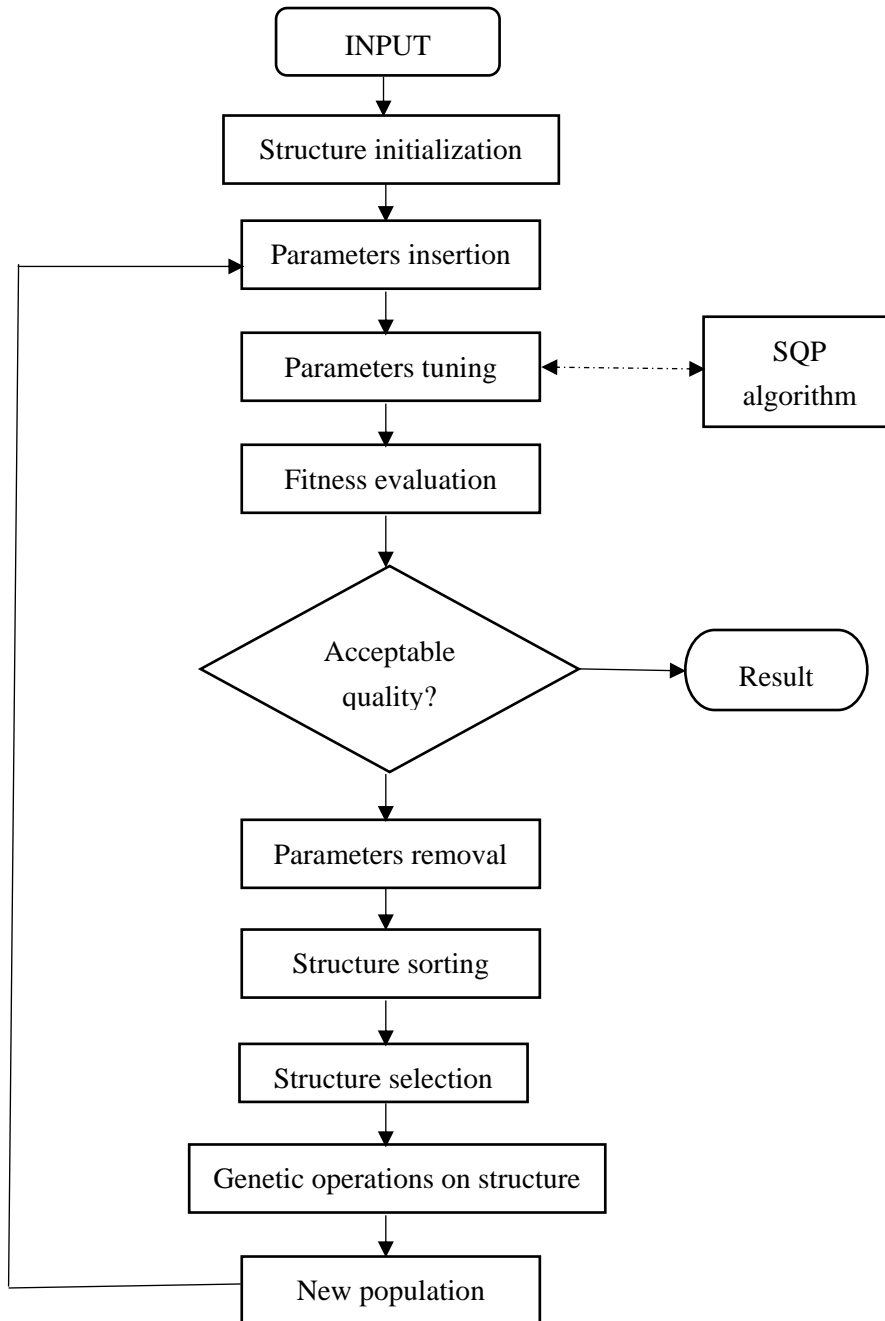 INPUT
Structure initialization
Parameters insertion
Parameters tuning
SQP
algorithm
Fitness evaluation
Acceptable
quality?
Result
Parameters removal
Structure sorting
Structure selection
Genetic operations on structure
New population